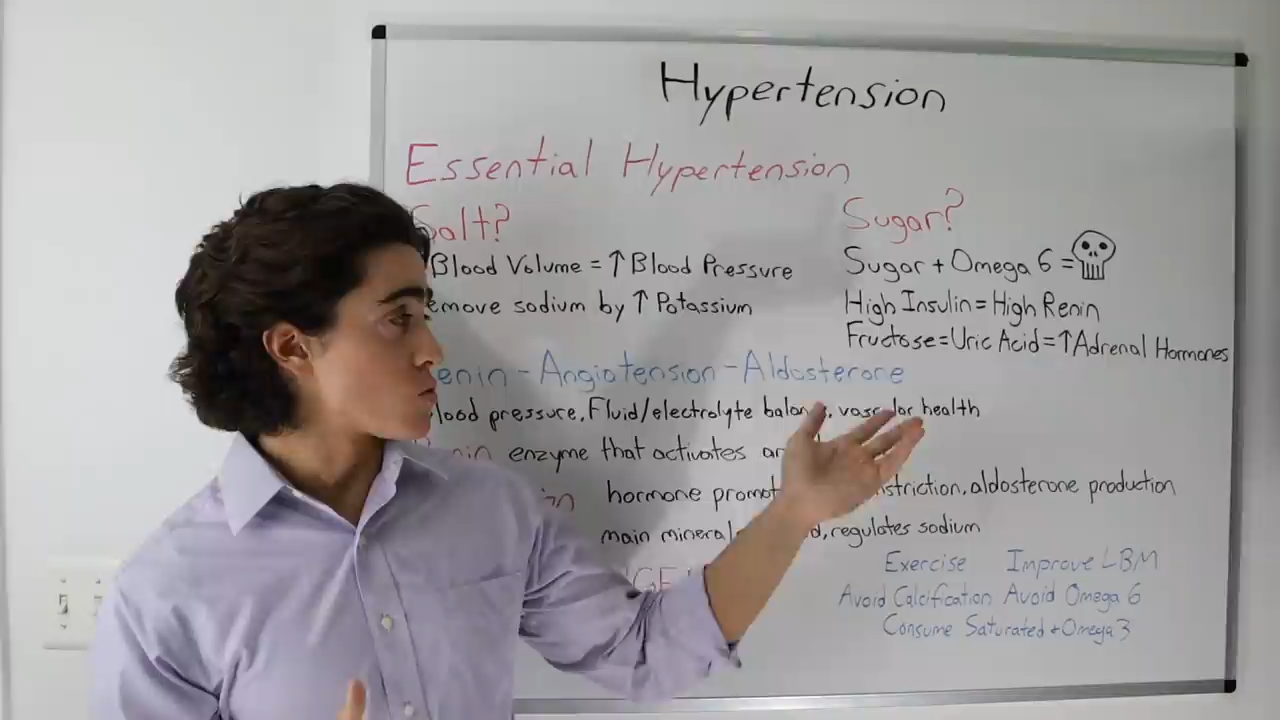 Hypertension
Essential Hypertension
Salt?
Blood Volume = ↑ Blood Pressure
emove sodium by ↑ Potassium
Sugar?
Sugar + Omega 6 =
High Insulin = High Renin
Fructose = Uric Acid = ↑ Adrenal Hormones
enin - Angiotension - Aldosterone
lood pressure, Fluid/electrolyte balan, vascular health
enzyme that activates
hormone promot striction, aldosterone production
main mineral d, regulates sodium
Exercise Improve LBM
Avoid Calcification Avoid Omega 6
Consume Saturated + Omega 3